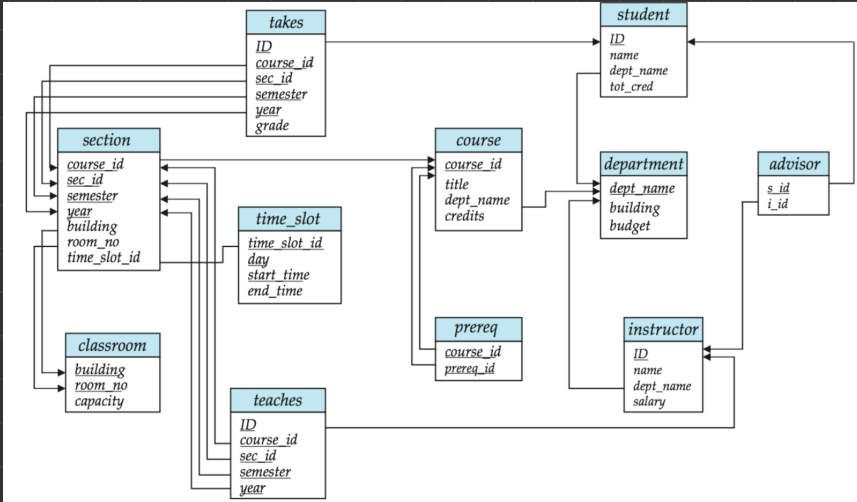 takes
ID
course_id
sec_id
semester
year
grade
student
ID
name
dept_name
tot_cred
section
course_id
sec_id
semester
year
building
room_no
time_slot_id
course
course_id
title
dept_name
credits
department
dept_name
building
budget
advisor
s_id
i_id
time_slot
time_slot_id
day
start_time
end_time
prereq
course_id
prereq_id
instructor
ID
name
dept_name
salary
classroom
building
room_no
capacity
teaches
ID
course_id
sec_id
semester
year